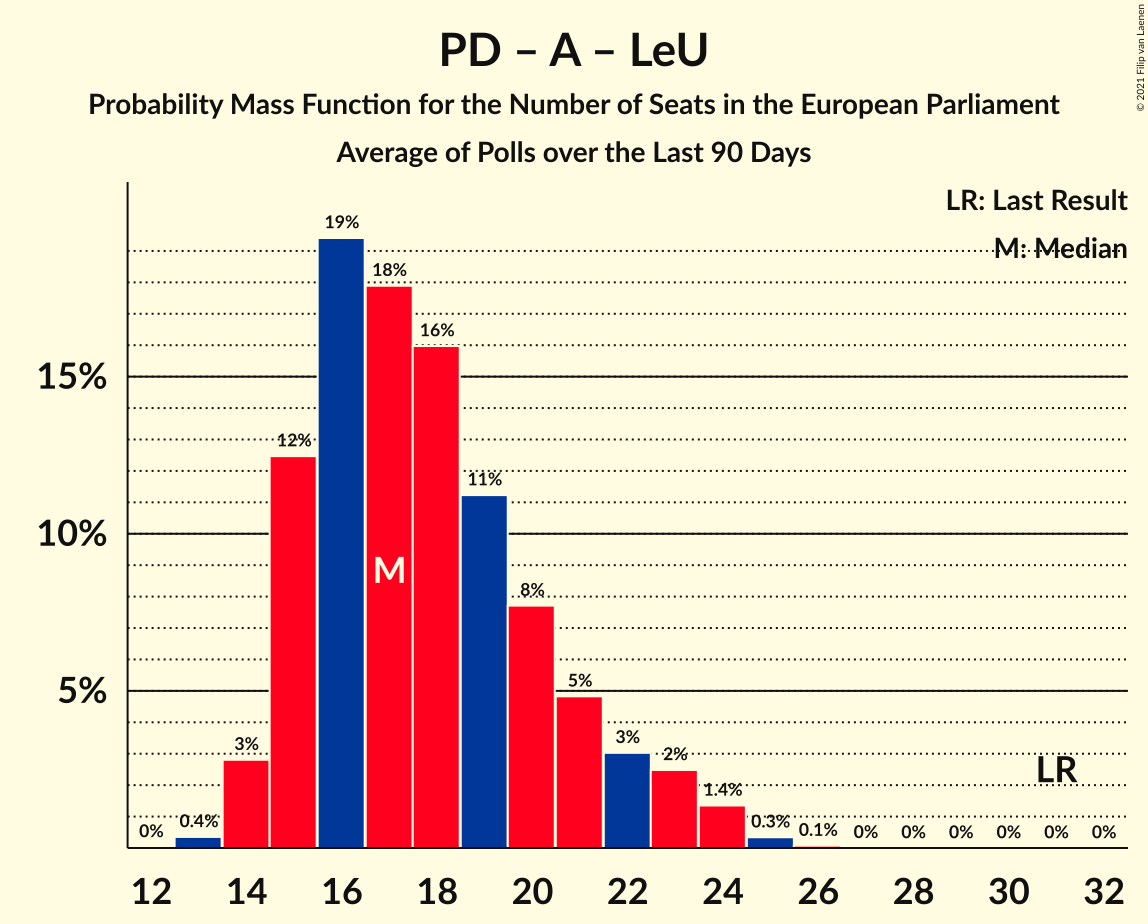 PD – A – LeU
Probability Mass Function for the Number of Seats in the European Parliament
Average of Polls over the Last 90 Days
© 2021 Filip van Laenen
LR: Last Result
M: Median
19%
18%
16%
15%
12%
11%
10%
M
8%
5%
5%
3%
3%
2%
LR
1.4%
0%
0.4%
0.3%
0.1%
0%
0%
0%
0%
0%
0%
12 14 16 18 20 22 24 26 28 30 32